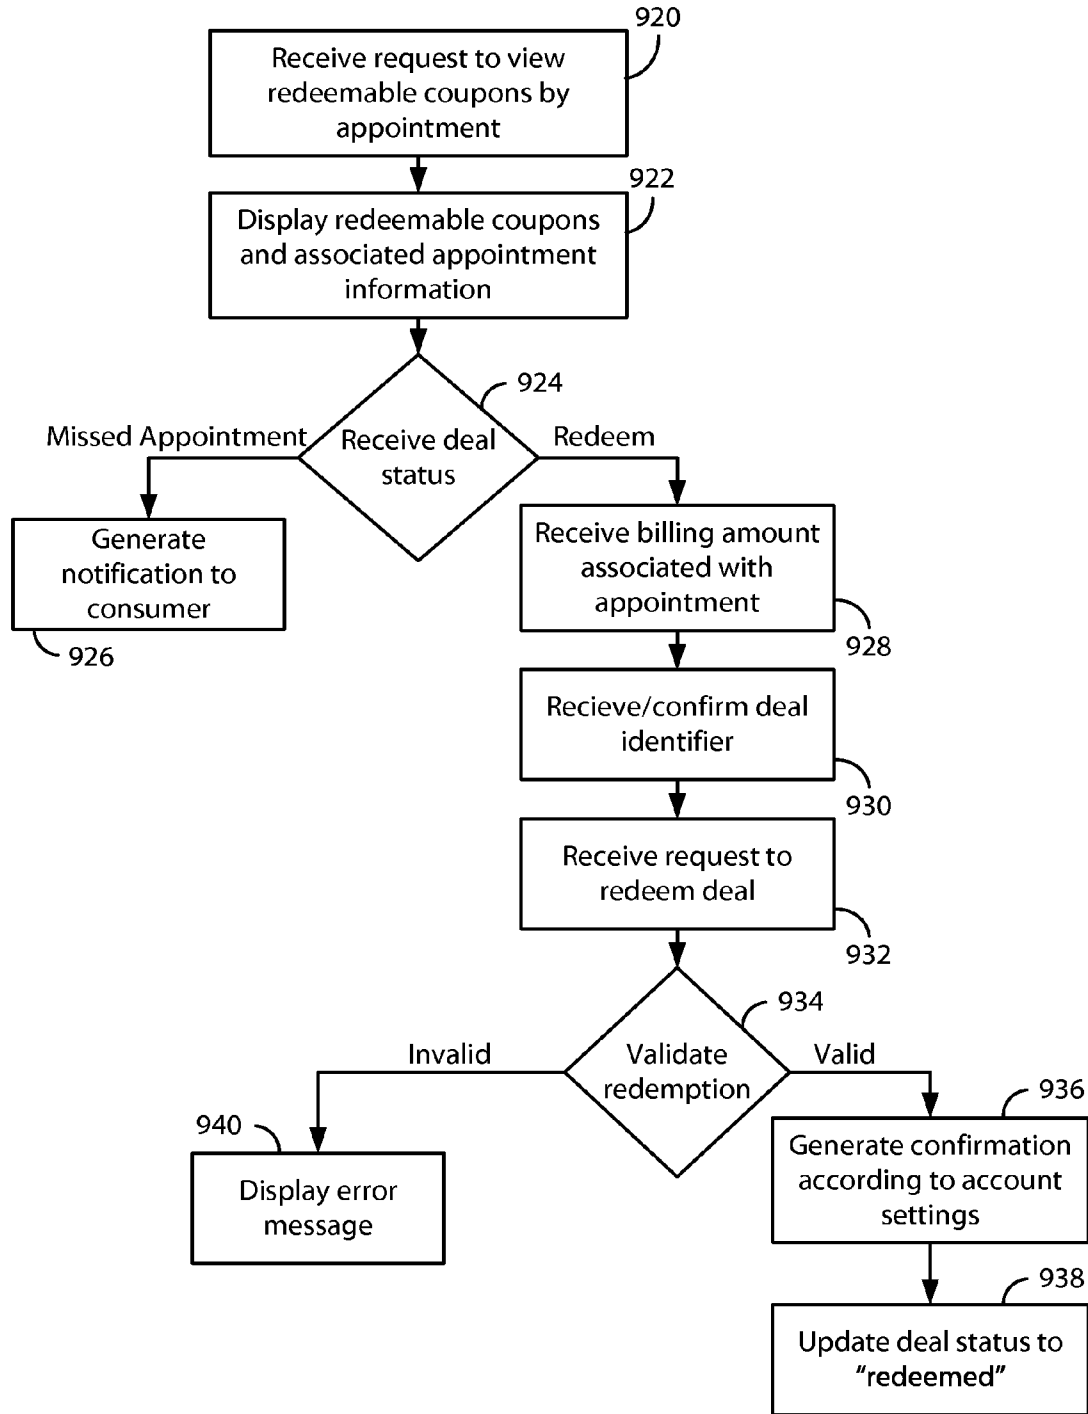 920
Receive request to view
redeemable coupons by
appointment
922
Display redeemable coupons
and associated appointment
information
924
Missed Appointment
Receive deal
status
Redeem
Generate
notification to
consumer
926
Receive billing amount
associated with
appointment
928
Recieve/confirm deal
identifier
930
Receive request to
redeem deal
932
934
Invalid
Validate
redemption
Valid
940
Display error
message
936
Generate confirmation
according to account
settings
938
Update deal status to
“redeemed”